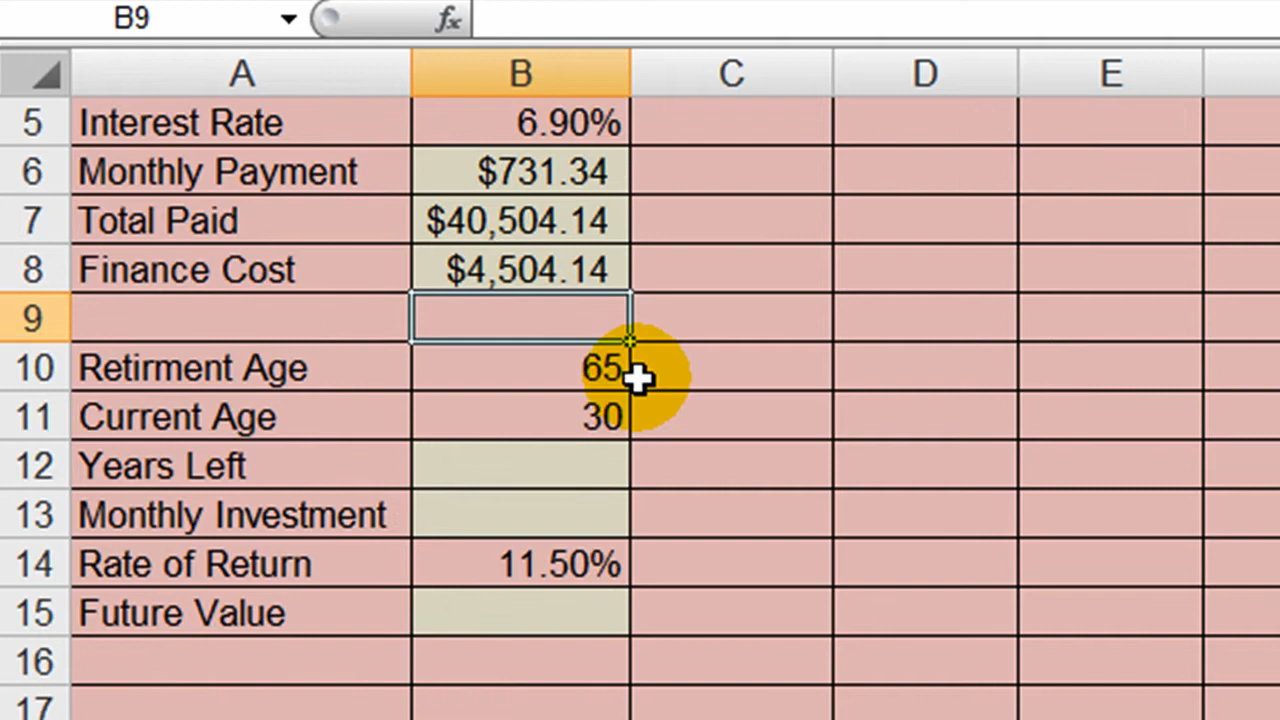 B9 fx
A B C D E
5 Interest Rate 6.90%
6 Monthly Payment $731.34
7 Total Paid $40,504.14
8 Finance Cost $4,504.14
9
10 Retirment Age 65
11 Current Age 30
12 Years Left
13 Monthly Investment
14 Rate of Return 11.50%
15 Future Value
16
17